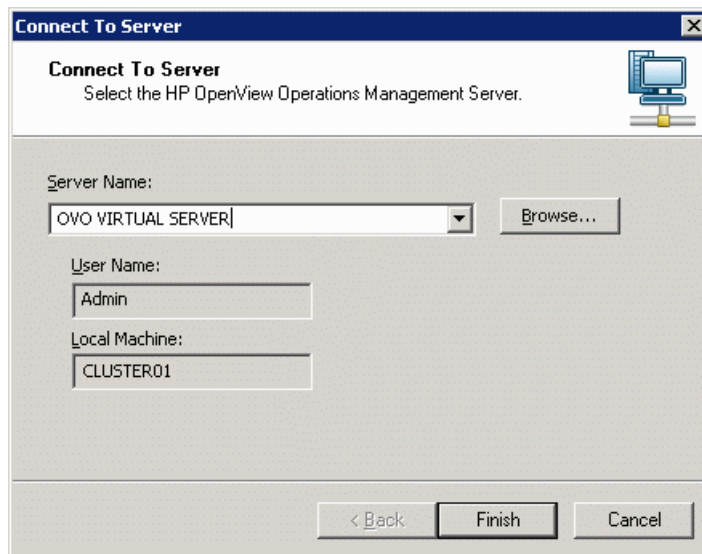 Connect To Server
Connect To Server
Select the HP OpenView Operations Management Server.
Server Name:
OVO VIRTUAL SERVER
Browse...
User Name:
Admin
Local Machine:
CLUSTER01
< Back
Finish
Cancel